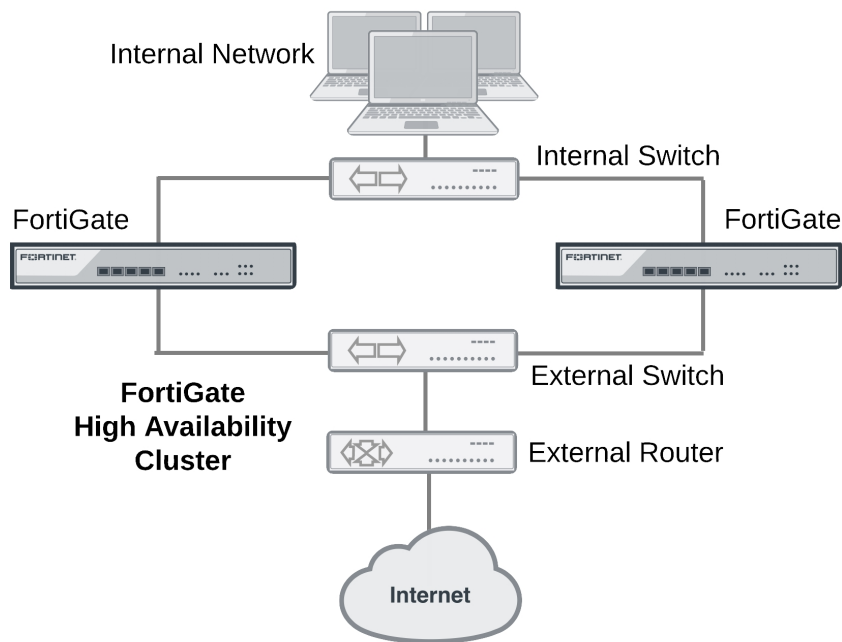 Internal Network
Internal Switch
FortiGate
FortiGate
FORTINET
FORTINET
External Switch
FortiGate
High Availability
Cluster
External Router
Internet